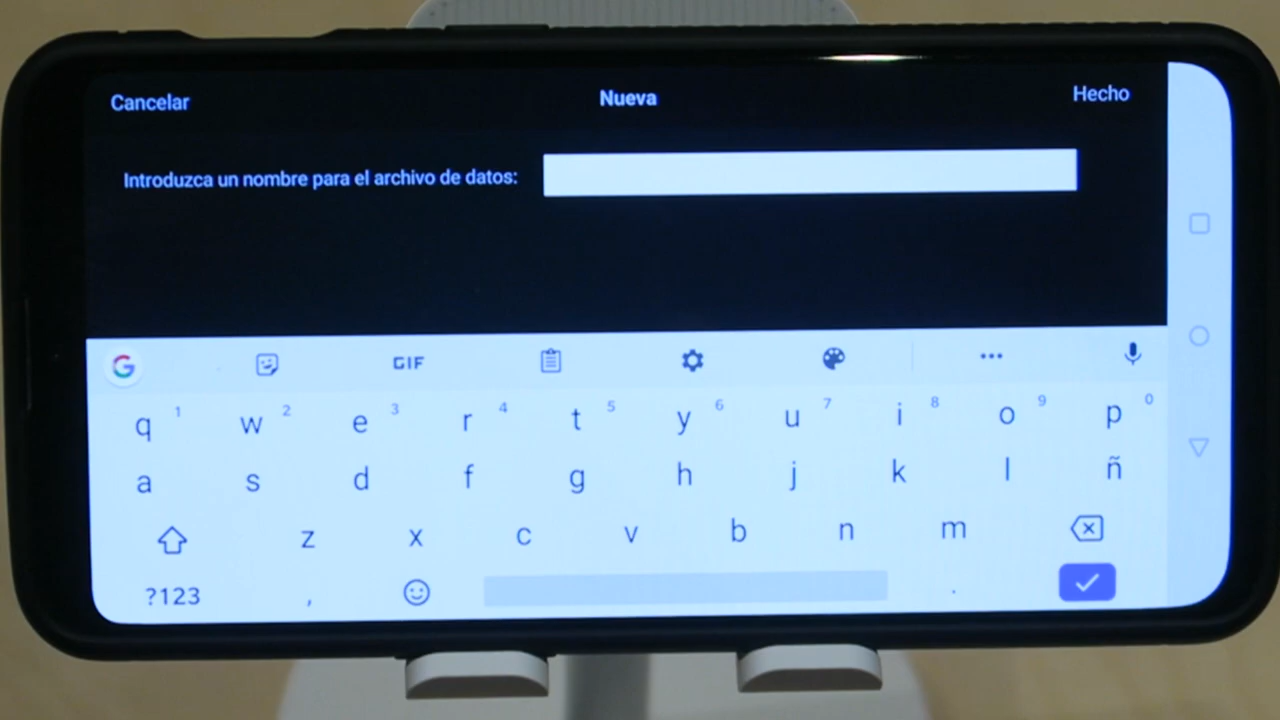 Cancelar Nueva Hecho
Introduzca un nombre para el archivo de datos:
G GIF
q 1 w 2 e 3 r 4 t 5 y 6 u 7 i 8 o 9 p 0
a s d f g h j k l ñ
z x c v b n m
?123 , .